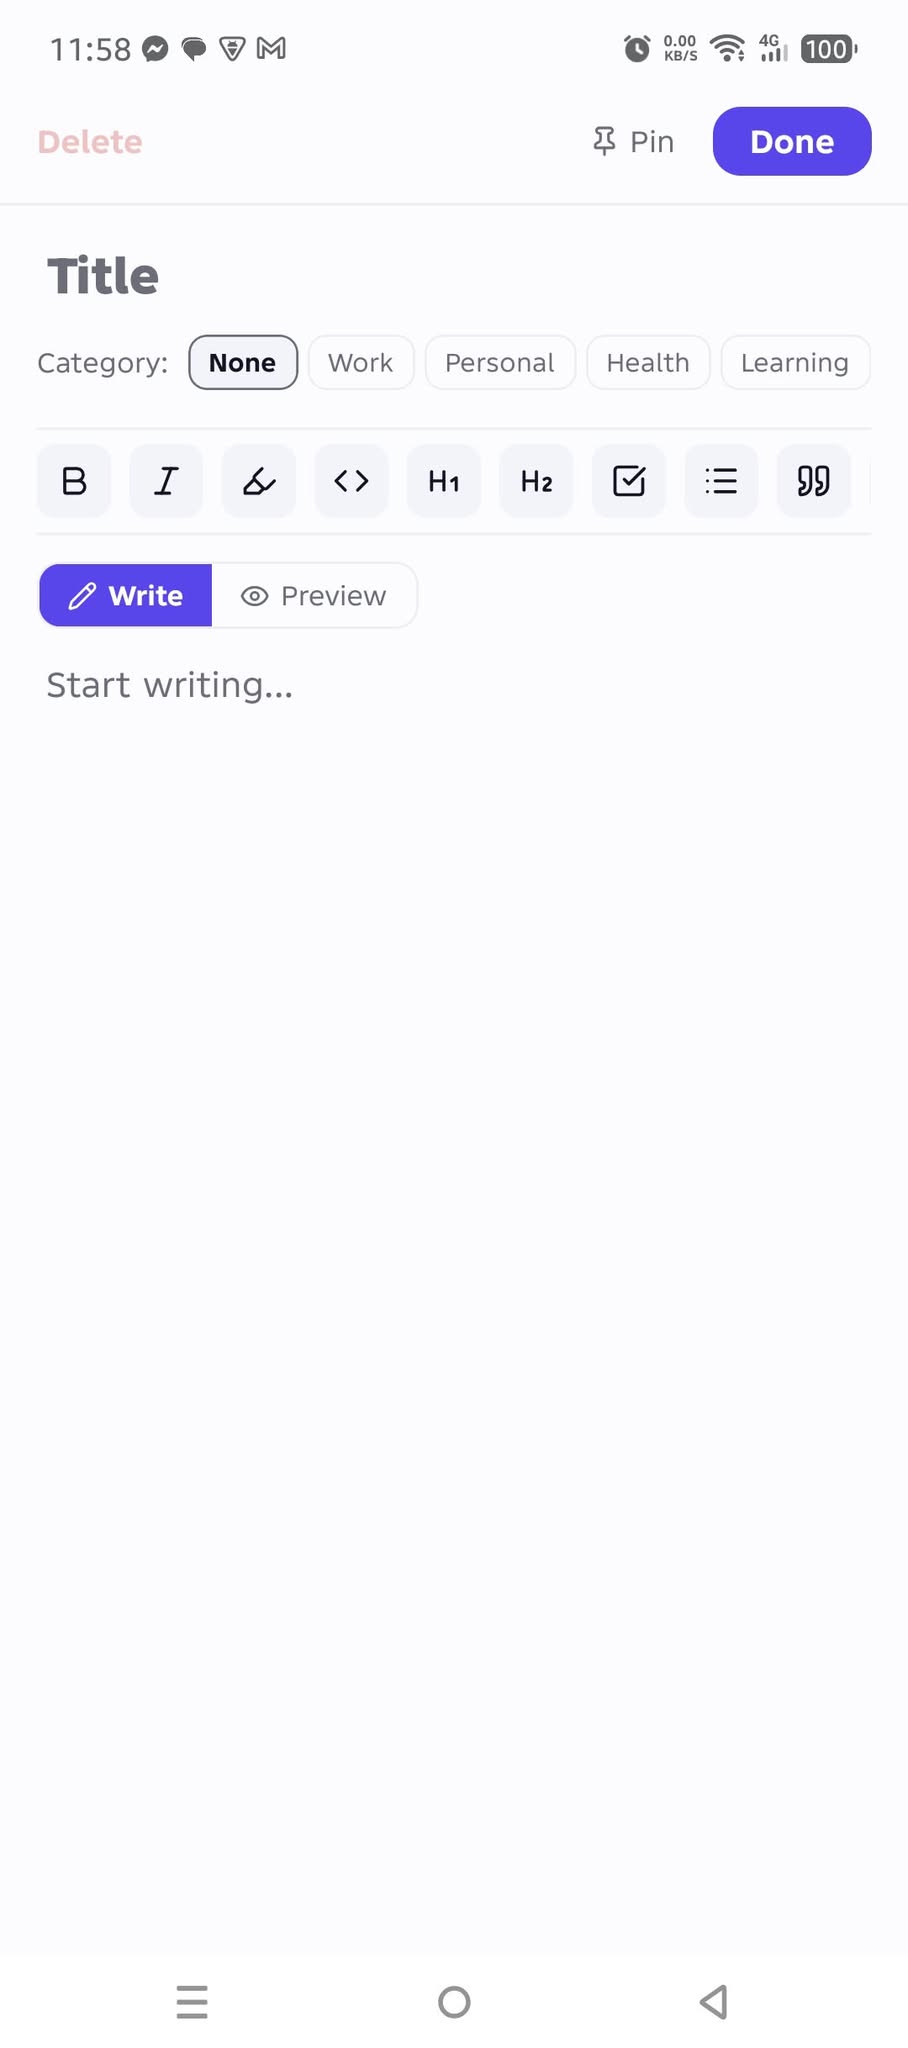 11:58 0.00 KB/S 4G 100
Delete Pin Done
Title
Category: None Work Personal Health Learning
B I <> H1 H2
Write Preview
Start writing...